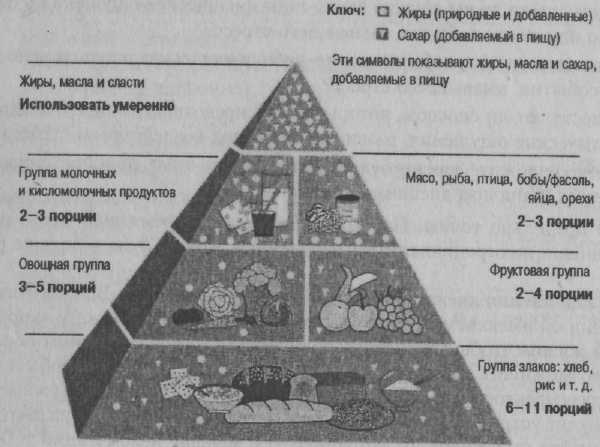 Ключ: Жиры (природные и добавленные)
Сахар (добавляемый в пищу)
Эти символы показывают жиры, масла и сахар,
добавляемые в пищу
Жиры, масла и сласти
Использовать умеренно
Группа молочных
и кисломолочных продуктов
2–3 порции
Мясо, рыба, птица, бобы/фасоль,
яйца, орехи
2–3 порции
Овощная группа
3–5 порций
Фруктовая группа
2–4 порции
Группа злаков: хлеб,
рис и т. д.
6–11 порций